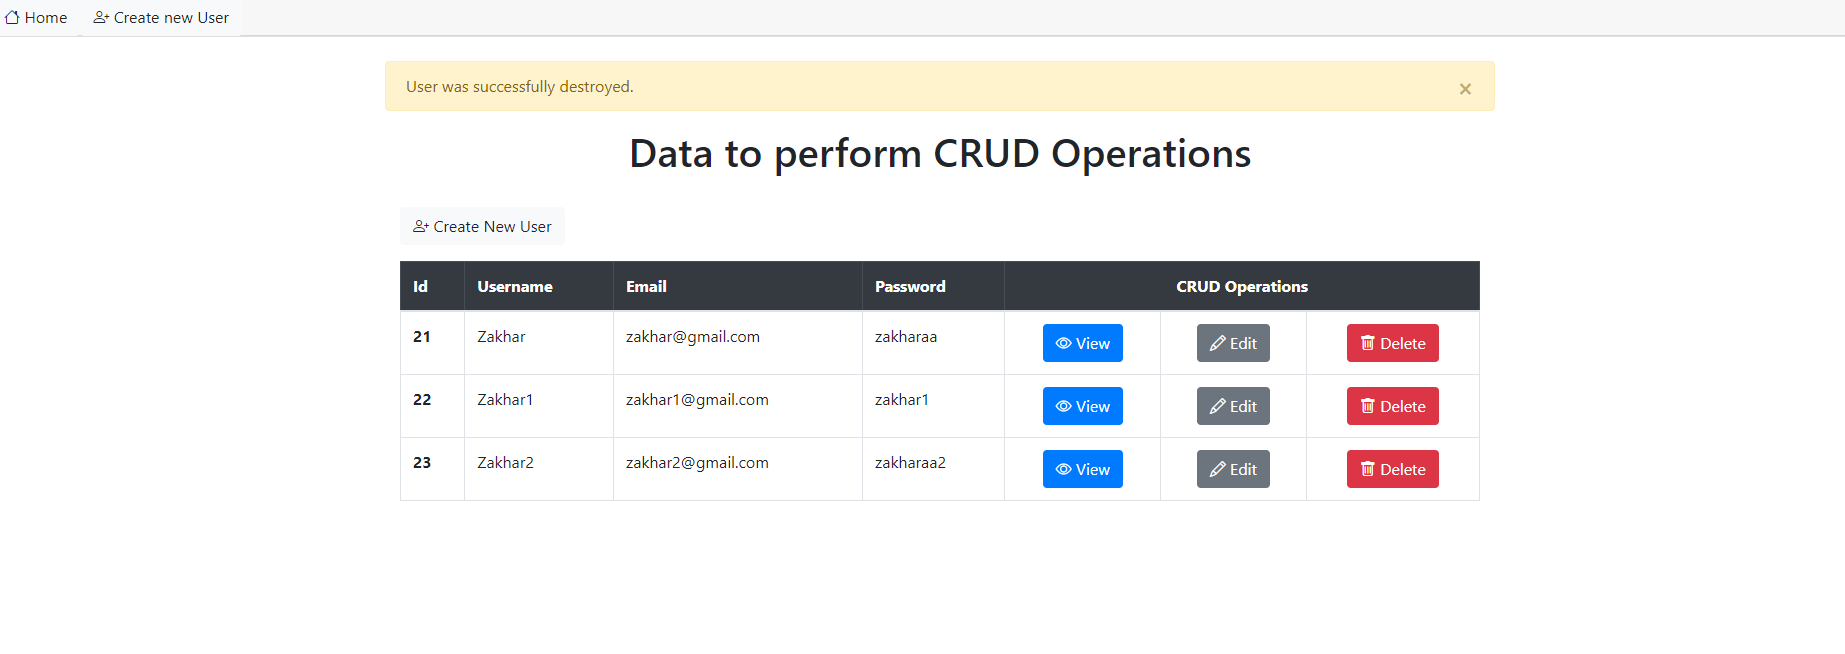 Home Create new User
User was successfully destroyed. ×
Data to perform CRUD Operations
Create New User
Id Username Email Password CRUD Operations
21 Zakhar zakhar@gmail.com zakharaa View Edit Delete
22 Zakhar1 zakhar1@gmail.com zakhar1 View Edit Delete
23 Zakhar2 zakhar2@gmail.com zakharaa2 View Edit Delete